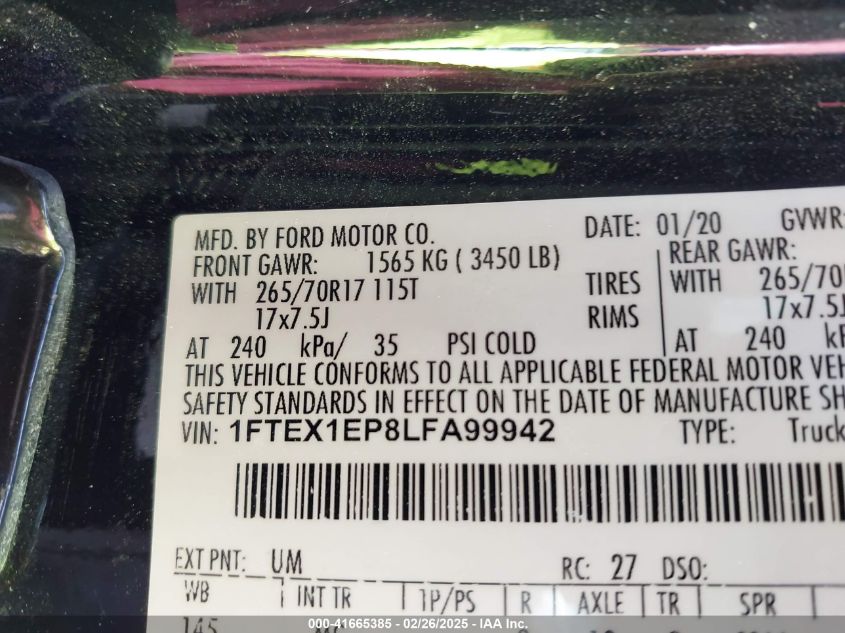 MFD. BY FORD MOTOR CO. DATE: 01/20 GVWR:
FRONT GAWR: 1565 KG ( 3450 LB) REAR GAWR:
WITH 265/70R17 115T TIRES WITH
17x7.5J RIMS 17x7.5J
AT 240 kPa/ 35 PSI COLD AT 240
THIS VEHICLE CONFORMS TO ALL APPLICABLE FEDERAL MOTOR
SAFETY STANDARDS IN EFFECT ON THE DATE OF MANUFACTURE
VIN: 1FTEX1EP8LFA99942 TYPE: Truck
EXT PNT: UM RC: 27 DSO:
WB INT TR TP/PS R AXLE TR SPR
145
000-41665385 - 02/26/2025 - IAA Inc.